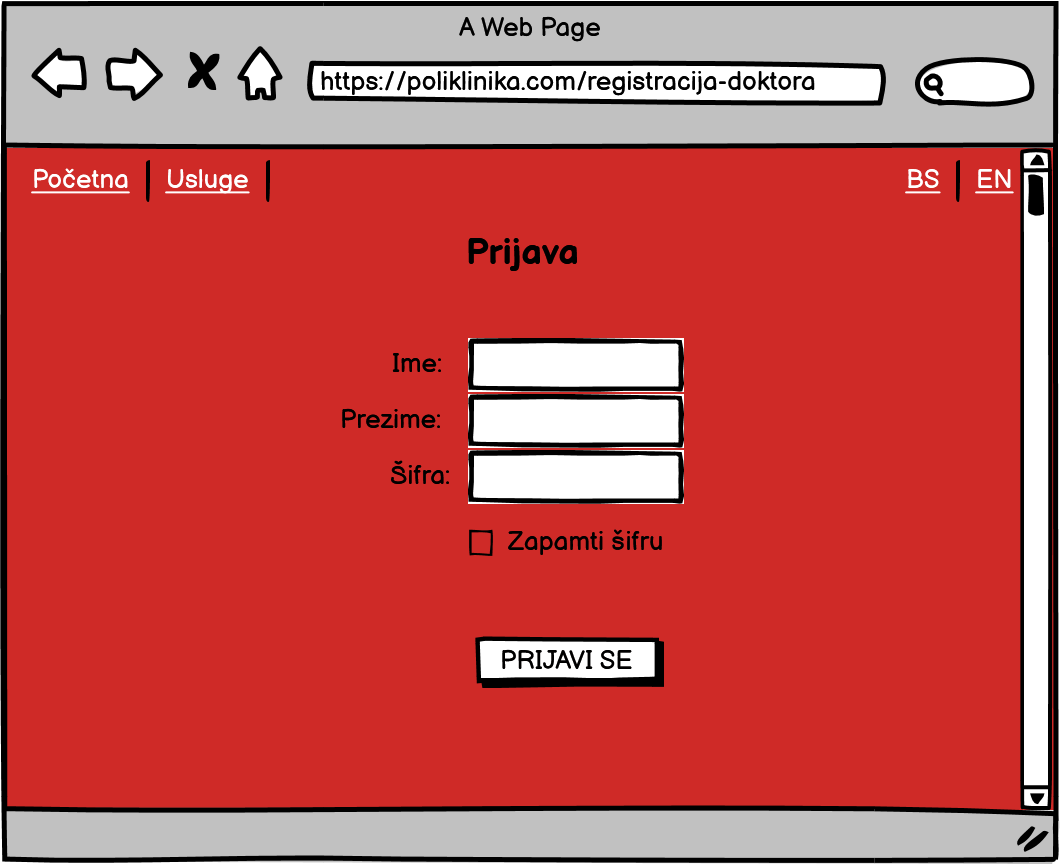 A Web Page
https://poliklinika.com/registracija-doktora
Početna Usluge BS EN
Prijava
Ime:
Prezime:
Šifra:
Zapamti šifru
PRIJAVI SE